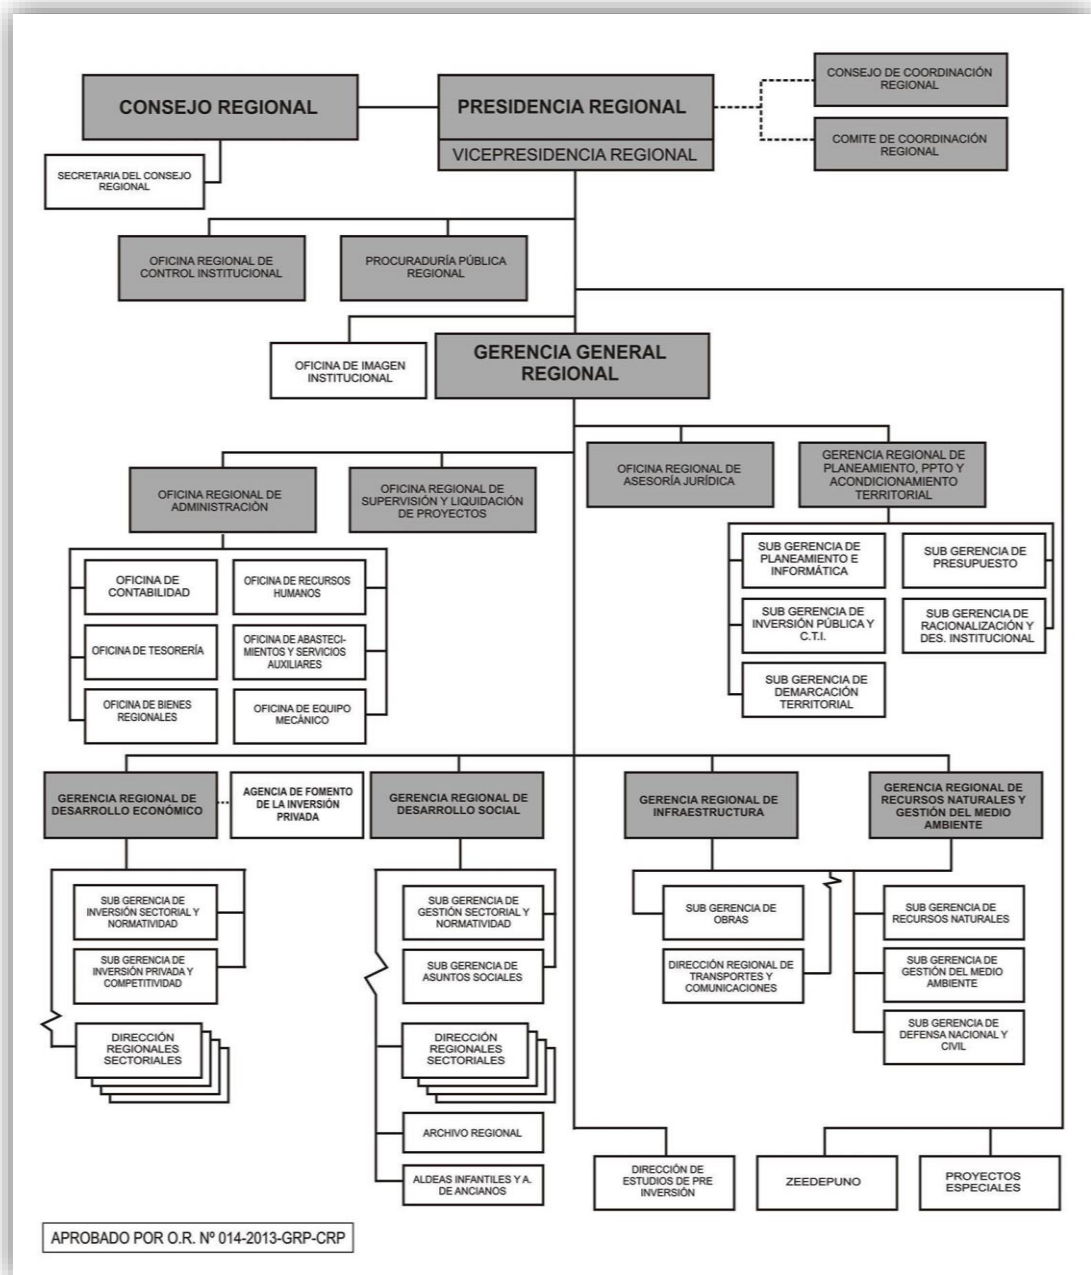 CONSEJO REGIONAL
PRESIDENCIA REGIONAL
VICEPRESIDENCIA REGIONAL
CONSEJO DE COORDINACIÓN
REGIONAL
COMITE DE COORDINACIÓN
REGIONAL
SECRETARIA DEL CONSEJO
REGIONAL
OFICINA REGIONAL DE
CONTROL INSTITUCIONAL
PROCURADURÍA PÚBLICA
REGIONAL
OFICINA DE IMAGEN
INSTITUCIONAL
GERENCIA GENERAL
REGIONAL
OFICINA REGIONAL DE
ADMINISTRACIÓN
OFICINA REGIONAL DE
SUPERVISIÓN Y LIQUIDACIÓN
DE PROYECTOS
OFICINA REGIONAL DE
ASESORÍA JURÍDICA
GERENCIA REGIONAL DE
PLANEAMIENTO, PPTO Y
ACONDICIONAMIENTO
TERRITORIAL
OFICINA DE
CONTABILIDAD
OFICINA DE RECURSOS
HUMANOS
OFICINA DE TESORERÍA
OFICINA DE ABASTECI-
MIENTOS Y SERVICIOS
AUXILIARES
OFICINA DE BIENES
REGIONALES
OFICINA DE EQUIPO
MECÁNICO
SUB GERENCIA DE
PLANEAMIENTO E
INFORMÁTICA
SUB GERENCIA DE
PRESUPUESTO
SUB GERENCIA DE
INVERSIÓN PÚBLICA Y
C.T.I.
SUB GERENCIA DE
RACIONALIZACIÓN Y
DES. INSTITUCIONAL
SUB GERENCIA DE
DEMARCACIÓN
TERRITORIAL
GERENCIA REGIONAL DE
DESARROLLO ECONÓMICO
AGENCIA DE FOMENTO
DE LA INVERSIÓN
PRIVADA
GERENCIA REGIONAL DE
DESARROLLO SOCIAL
GERENCIA REGIONAL DE
INFRAESTRUCTURA
GERENCIA REGIONAL DE
RECURSOS NATURALES Y
GESTIÓN DEL MEDIO
AMBIENTE
SUB GERENCIA DE
INVERSIÓN SECTORIAL Y
NORMATIVIDAD
SUB GERENCIA DE
INVERSIÓN PRIVADA Y
COMPETITIVIDAD
DIRECCIÓN
REGIONALES
SECTORIALES
SUB GERENCIA DE
GESTIÓN SECTORIAL Y
NORMATIVIDAD
SUB GERENCIA DE
ASUNTOS SOCIALES
DIRECCIÓN
REGIONALES
SECTORIALES
ARCHIVO REGIONAL
ALDEAS INFANTILES Y A.
DE ANCIANOS
SUB GERENCIA DE
OBRAS
DIRECCIÓN REGIONAL DE
TRANSPORTES Y
COMUNICACIONES
SUB GERENCIA DE
RECURSOS NATURALES
SUB GERENCIA DE
GESTIÓN DEL MEDIO
AMBIENTE
SUB GERENCIA DE
DEFENSA NACIONAL Y
CIVIL
DIRECCIÓN DE
ESTUDIOS DE PRE
INVERSIÓN
ZEEDEPUNO
PROYECTOS
ESPECIALES
APROBADO POR O.R. Nº 014-2013-GRP-CRP